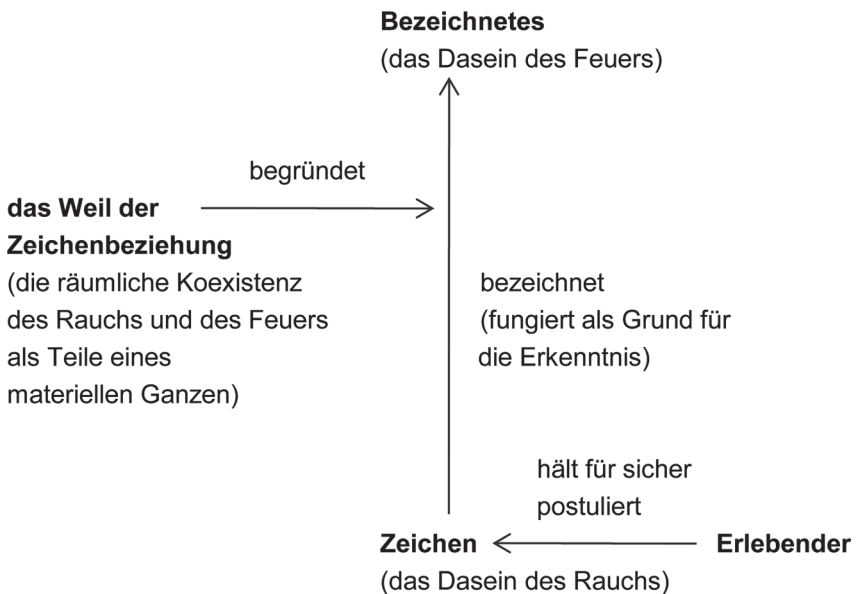 Bezeichnetes
(das Dasein des Feuers)
begründet
das Weil der
Zeichenbeziehung
(die räumliche Koexistenz
des Rauchs und des Feuers
als Teile eines
materiellen Ganzen)
bezeichnet
(fungiert als Grund für
die Erkenntnis)
hält für sicher
postuliert
Zeichen
(das Dasein des Rauchs)
Erlebender